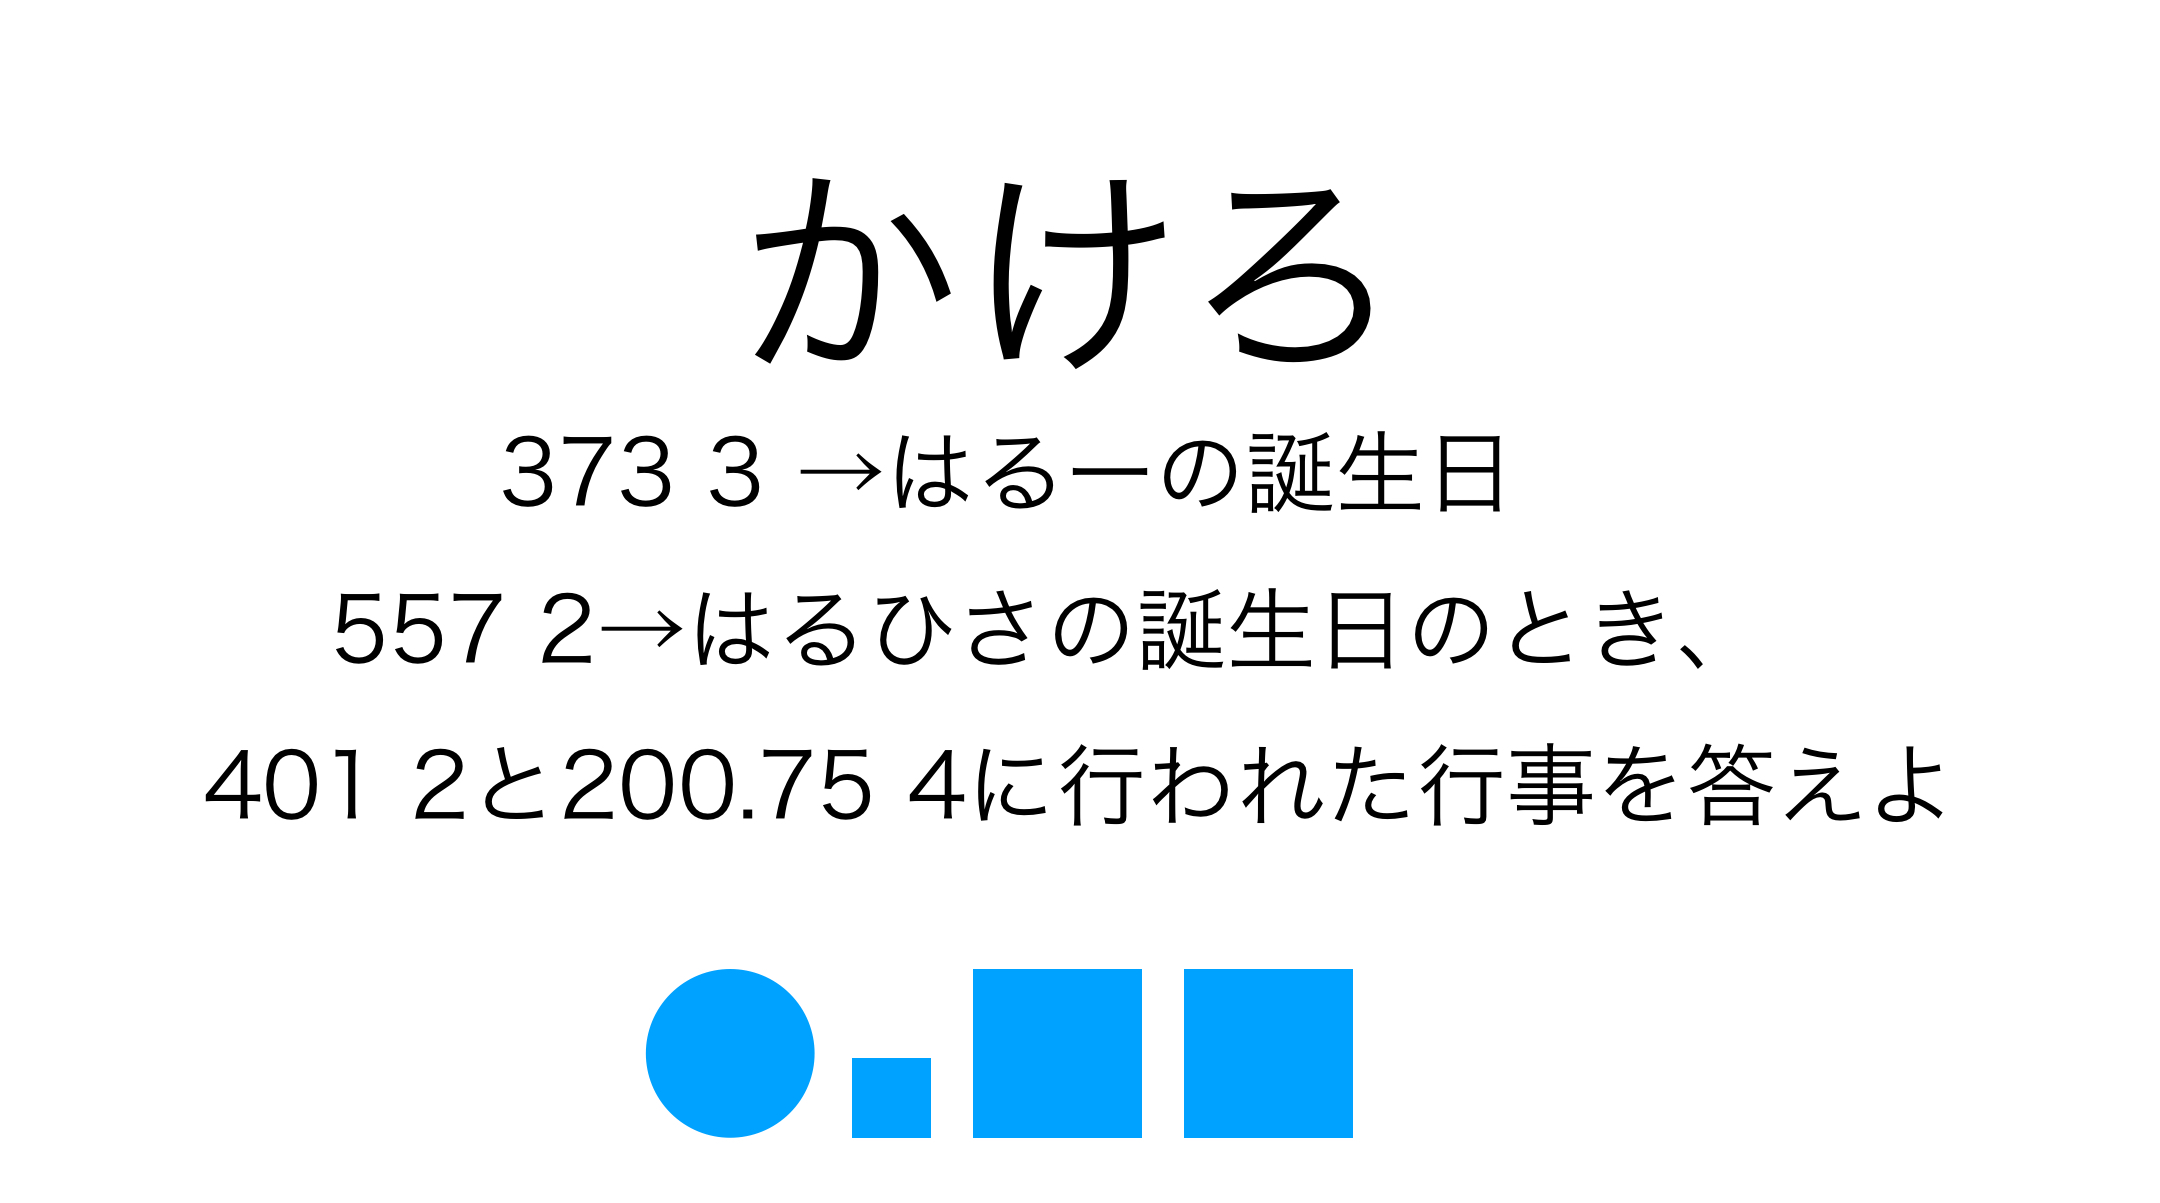 かけろ
373 3 →はるーの誕生日
557 2→はるひさの誕生日のとき、
401 2と200.75 4に行われた行事を答えよ